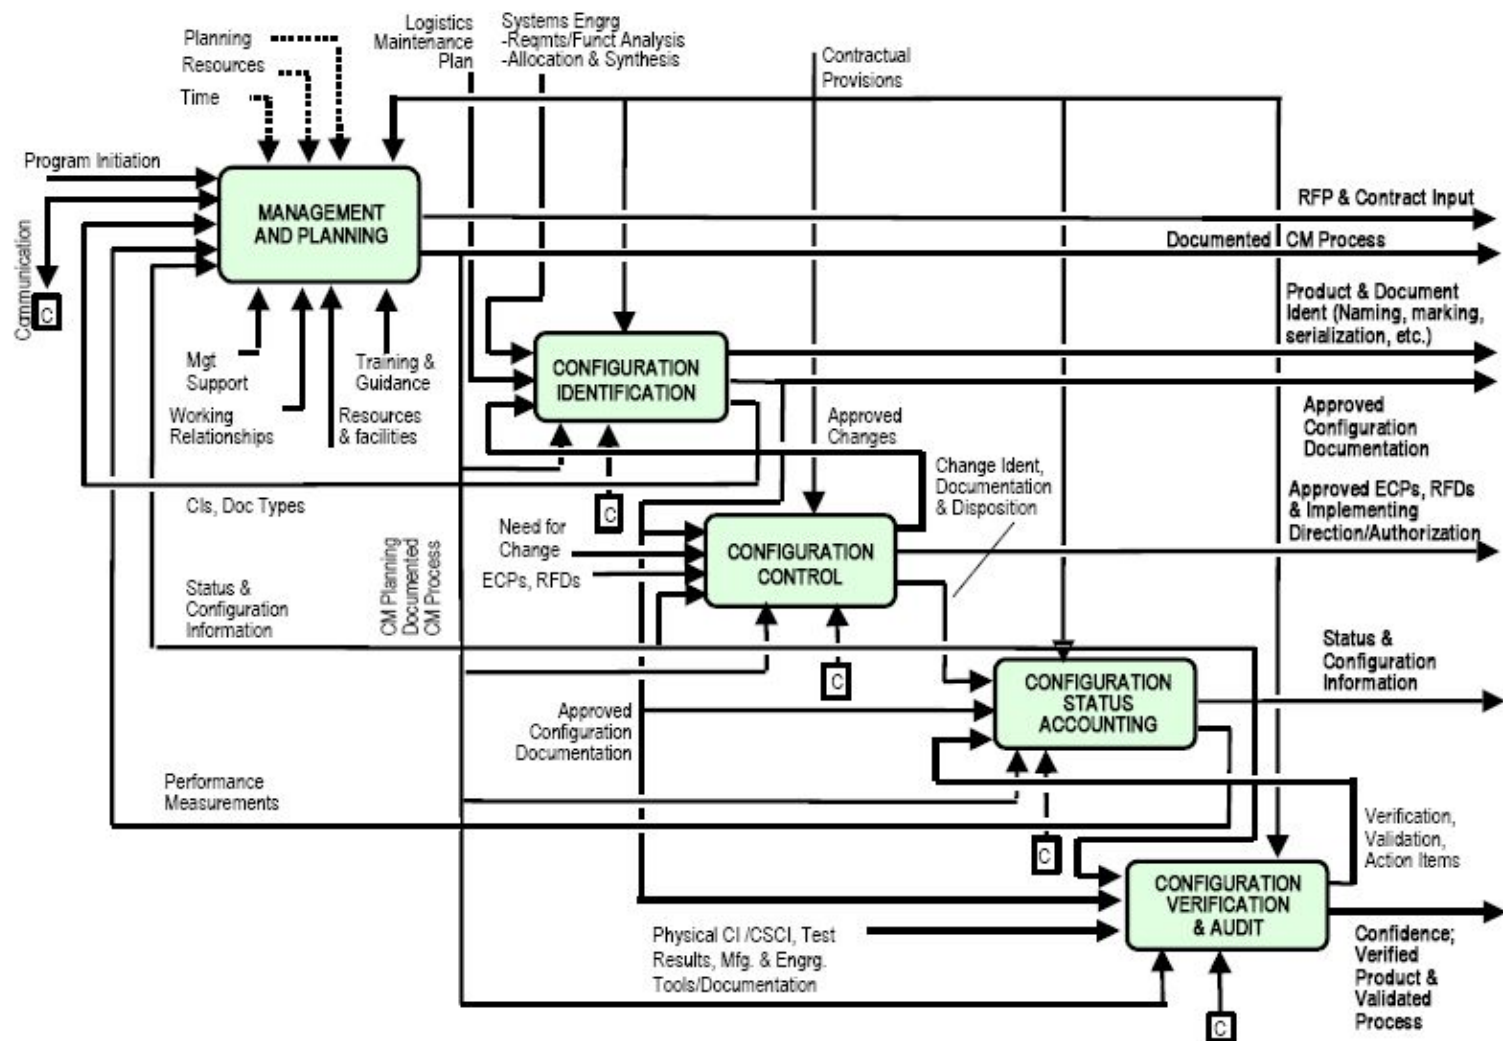 Planning
Resources
Time
Logistics
Maintenance
Plan
Systems Engrg
-Reqmts/Funct Analysis
-Allocation & Synthesis
Contractual
Provisions
Program Initiation
MANAGEMENT
AND PLANNING
RFP & Contract Input
Documented CM Process
Communication
C
Product & Document
Ident (Naming, marking,
serialization, etc.)
Mgt
Support
Training &
Guidance
Working
Relationships
Resources
& facilities
CONFIGURATION
IDENTIFICATION
Approved
Configuration
Documentation
Approved
Changes
CIs, Doc Types
C
Change Ident,
Documentation
& Disposition
Approved ECPs, RFDs
& Implementing
Direction/Authorization
Need for
Change
ECPs, RFDs
CONFIGURATION
CONTROL
CM Planning
Documented
CM Process
Status &
Configuration
Information
C
CONFIGURATION
STATUS
ACCOUNTING
Status &
Configuration
Information
Approved
Configuration
Documentation
Performance
Measurements
C
Verification,
Validation,
Action Items
CONFIGURATION
VERIFICATION
& AUDIT
Physical CI /CSCI, Test
Results, Mfg. & Engrg.
Tools/Documentation
Confidence;
Verified
Product &
Validated
Process
C